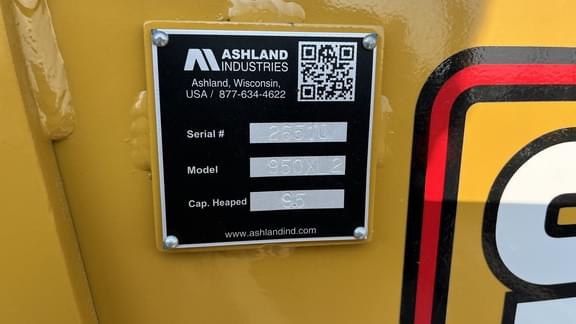 ASHLAND
INDUSTRIES
Ashland, Wisconsin,
USA / 877-634-4622
Serial # 26510
Model 950X 2
Cap. Heaped 9.5
www.ashlandind.com